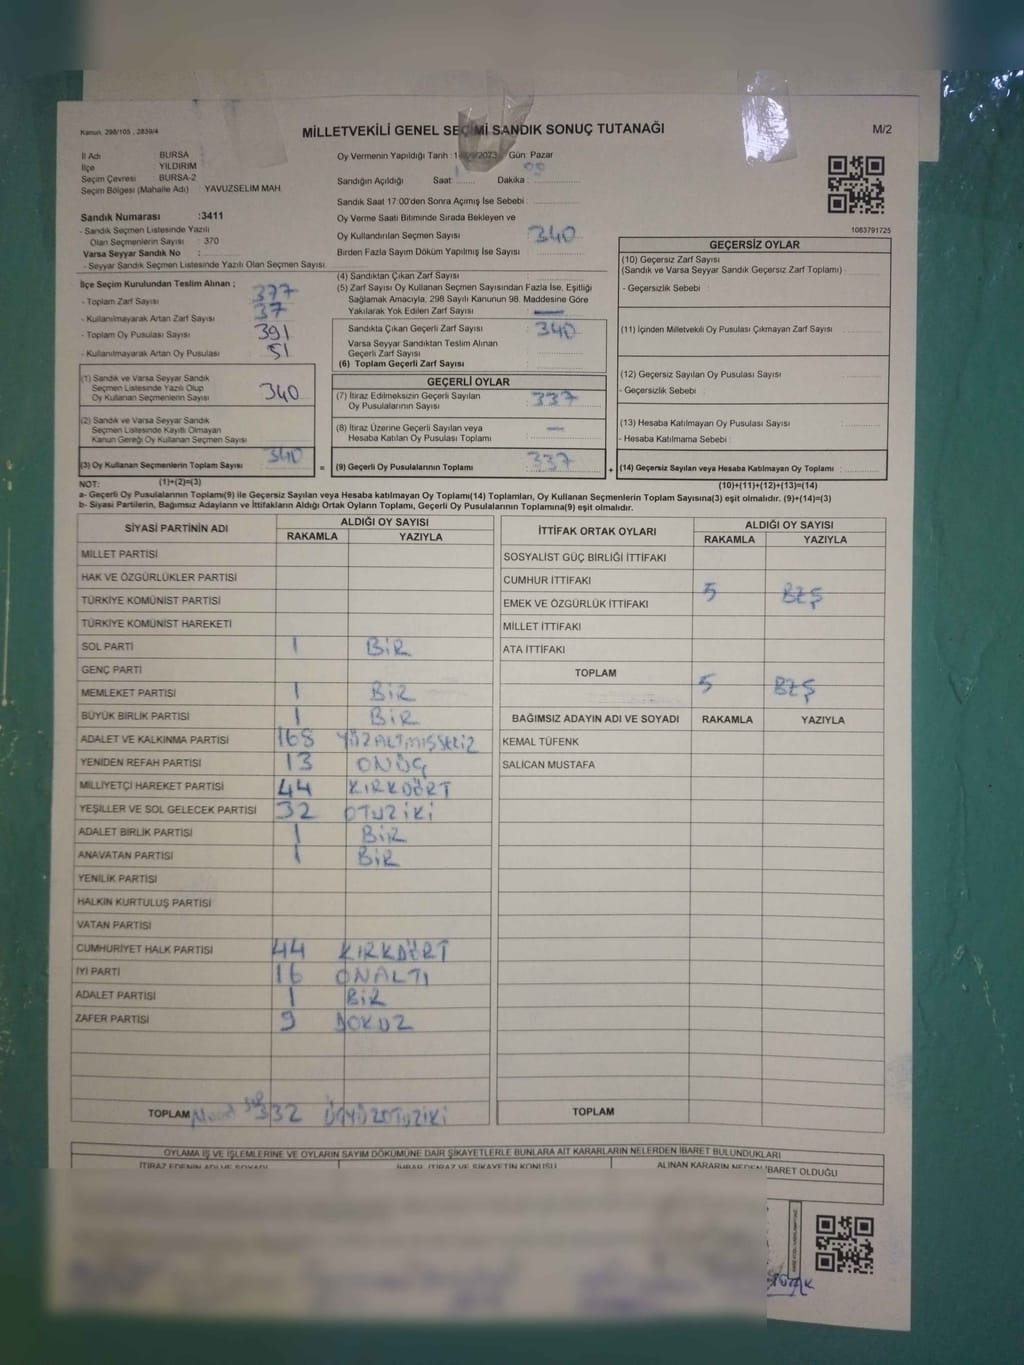 Kanun. 298/105 , 2839/4
MİLLETVEKİLİ GENEL SEÇİMİ SANDIK SONUÇ TUTANAĞI
M/2
İl Adı BURSA
İlçe YILDIRIM
Seçim Çevresi BURSA-2
Seçim Bölgesi (Mahalle Adı) YAVUZSELIM MAH
Sandık Numarası :3411
- Sandık Seçmen Listesinde Yazılı
Olan Seçmenlerin Sayısı : 370
Varsa Seyyar Sandık No :
- Seyyar Sandık Seçmen Listesinde Yazılı Olan Seçmen Sayısı:
İlçe Seçim Kurulundan Teslim Alınan ;
- Toplam Zarf Sayısı 377
- Kullanılmayarak Artan Zarf Sayısı 37
- Toplam Oy Pusulası Sayısı 391
- Kullanılmayarak Artan Oy Pusulası 51
(1) Sandık ve Varsa Seyyar Sandık
Seçmen Listesinde Yazılı Olup
Oy Kullanan Seçmenlerin Sayısı 340
(2) Sandık ve Varsa Seyyar Sandık
Seçmen Listesinde Kayıtlı Olmayan
Kanun Gereği Oy Kullanan Seçmen Sayısı
(3) Oy Kullanan Seçmenlerin Toplam Sayısı 340
Oy Vermenin Yapıldığı Tarih : Gün: Pazar
Sandığın Açıldığı Saat: Dakika :
Sandık Saat 17:00'den Sonra Açılmış İse Sebebi :
Oy Verme Saati Bitiminde Sırada Bekleyen ve
Oy Kullandırılan Seçmen Sayısı : 340
Birden Fazla Sayım Döküm Yapılmış İse Sayısı :
(4) Sandıktan Çıkan Zarf Sayısı
(5) Zarf Sayısı Oy Kullanan Seçmen Sayısından Fazla İse, Eşitliği
Sağlamak Amacıyla, 298 Sayılı Kanunun 98. Maddesine Göre
Yakılarak Yok Edilen Zarf Sayısı —
Sandıkta Çıkan Geçerli Zarf Sayısı 340
Varsa Seyyar Sandıktan Teslim Alınan
Geçerli Zarf Sayısı
(6) Toplam Geçerli Zarf Sayısı
GEÇERLİ OYLAR
(7) İtiraz Edilmeksizin Geçerli Sayılan
Oy Pusulalarının Sayısı : 337
(8) İtiraz Üzerine Geçerli Sayılan veya
Hesaba Katılan Oy Pusulası Toplamı : —
= (9) Geçerli Oy Pusulalarının Toplamı : 337 +
1083791725
GEÇERSİZ OYLAR
(10) Geçersiz Zarf Sayısı
(Sandık ve Varsa Seyyar Sandık Geçersiz Zarf Toplamı) :
- Geçersizlik Sebebi :
(11) İçinden Milletvekili Oy Pusulası Çıkmayan Zarf Sayısı :
(12) Geçersiz Sayılan Oy Pusulası Sayısı :
- Geçersizlik Sebebi :
(13) Hesaba Katılmayan Oy Pusulası Sayısı :
- Hesaba Katılmama Sebebi :
(14) Geçersiz Sayılan veya Hesaba Katılmayan Oy Toplamı :
NOT: (1)+(2)=(3) (10)+(11)+(12)+(13)=(14)
a- Geçerli Oy Pusulalarının Toplamı(9) ile Geçersiz Sayılan veya Hesaba katılmayan Oy Toplamı(14) Toplamları, Oy Kullanan Seçmenlerin Toplam Sayısına(3) eşit olmalıdır. (9)+(14)=(3)
b- Siyasi Partilerin, Bağımsız Adayların ve İttifakların Aldığı Ortak Oyların Toplamı, Geçerli Oy Pusulalarının Toplamına(9) eşit olmalıdır.
SİYASİ PARTİNİN ADI ALDIĞI OY SAYISI
RAKAMLA YAZIYLA
MİLLET PARTİSİ
HAK VE ÖZGÜRLÜKLER PARTİSİ
TÜRKİYE KOMÜNİST PARTİSİ
TÜRKİYE KOMÜNİST HAREKETİ
SOL PARTİ 1 BİR
GENÇ PARTİ
MEMLEKET PARTİSİ 1 BİR
BÜYÜK BİRLİK PARTİSİ 1 BİR
ADALET VE KALKINMA PARTİSİ 168 YÜZALTMIŞSEKİZ
YENİDEN REFAH PARTİSİ 13 ONÜÇ
MİLLİYETÇİ HAREKET PARTİSİ 44 KIRKDÖRT
YEŞİLLER VE SOL GELECEK PARTİSİ 32 OTUZİKİ
ADALET BİRLİK PARTİSİ 1 BİR
ANAVATAN PARTİSİ 1 BİR
YENİLİK PARTİSİ
HALKIN KURTULUŞ PARTİSİ
VATAN PARTİSİ
CUMHURİYET HALK PARTİSİ 44 KIRKDÖRT
İYİ PARTİ 16 ONALTI
ADALET PARTİSİ 1 BİR
ZAFER PARTİSİ 9 DOKUZ
TOPLAM 332 ÜÇYÜZOTUZİKİ
İTTİFAK ORTAK OYLARI ALDIĞI OY SAYISI
RAKAMLA YAZIYLA
SOSYALİST GÜÇ BİRLİĞİ İTTİFAKI
CUMHUR İTTİFAKI 5 BEŞ
EMEK VE ÖZGÜRLÜK İTTİFAKI
MİLLET İTTİFAKI
ATA İTTİFAKI
TOPLAM 5 BEŞ
BAĞIMSIZ ADAYIN ADI VE SOYADI RAKAMLA YAZIYLA
KEMAL TÜFENK
SALİCAN MUSTAFA
TOPLAM
OYLAMA İŞ VE İŞLEMLERİNE VE OYLARIN SAYIM DÖKÜMÜNE DAİR ŞİKAYETLERLE BUNLARA AİT KARARLARIN NELERDEN İBARET BULUNDUKLARI
İTİRAZ EDENİN ADI VE SOYADI İHBAR, İTİRAZ VE ŞİKAYETİN KONUSU ALINAN KARARIN NEDEN İBARET OLDUĞU